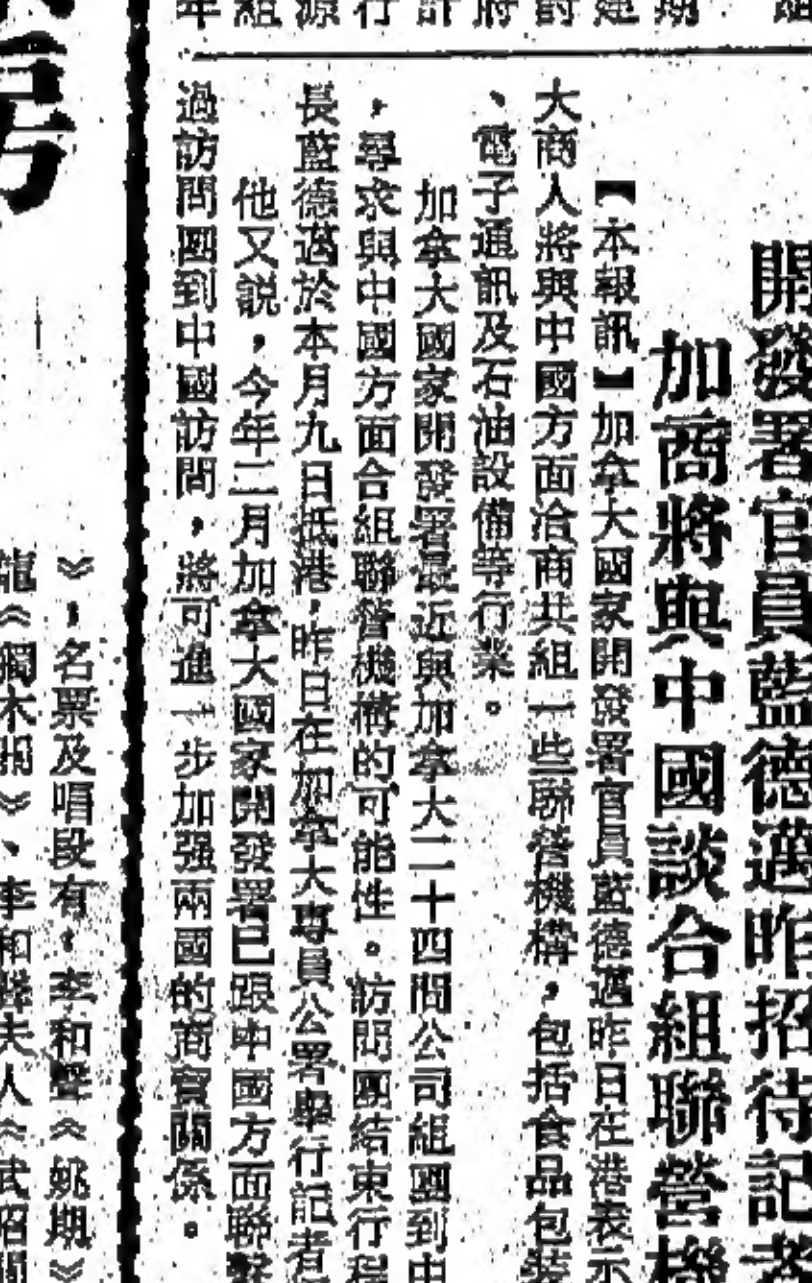 開發署官員藍德邁昨招待記者
加商將與中國談合組聯營機
【本報訊】加拿大國家開發署官員藍德邁昨日在港表示
大商人將與中國方面洽商共組一些聯營機構，包括食品包裝
、電子通訊及石油設備等行業。
加拿大國家開發署最近與加拿大二十四間公司組團到中
，尋求與中國方面合組聯營機構的可能性。訪問團結束行程
長藍德邁於本月九日抵港，昨日在加拿大專員公署舉行記者
他又說，今年二月加拿大國家開發署已跟中國方面聯繫
過訪問團到中國訪問，將可進一步加强兩國的商貿關係。
》，名票及唱段有：李和聲《姚期》
龍《獨木關》、李和聲夫人《武昭關